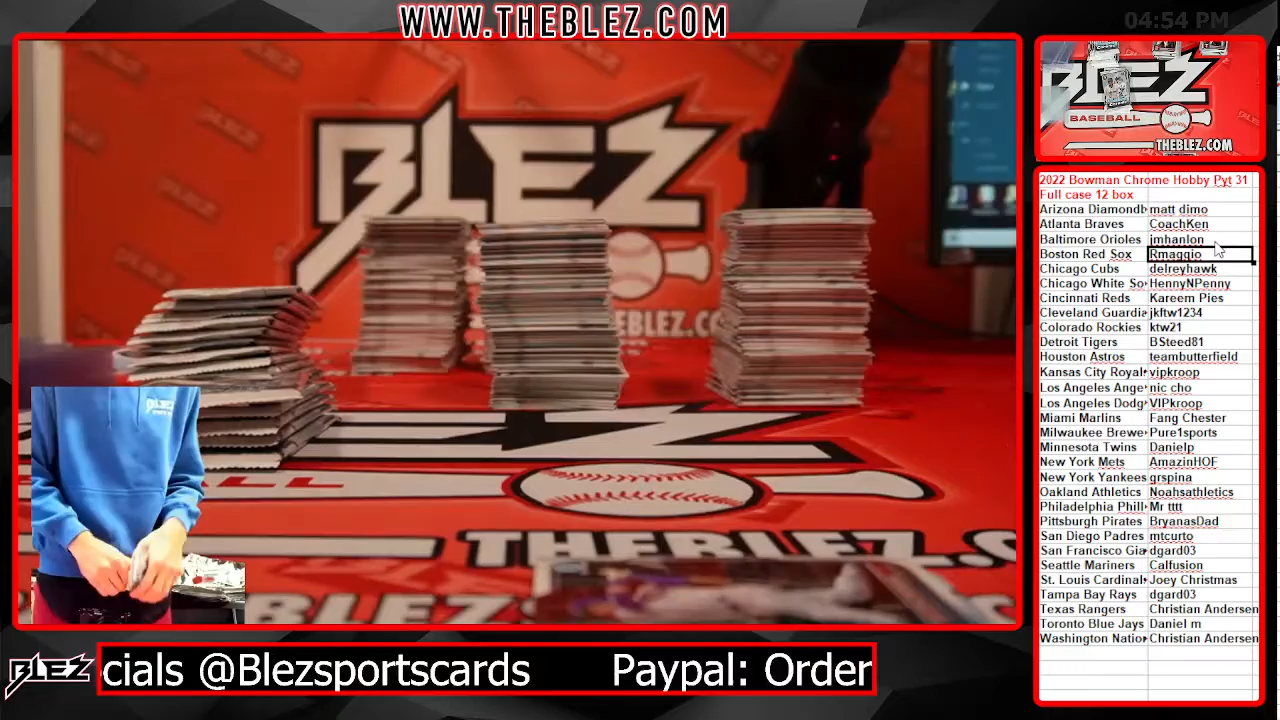 WWW.THEBLEZ.COM
04:54 PM
BLEZ
THEBLEZ.COM
BLEZ
BASEBALL
THEBLEZ.COM
2022 Bowman Chrome Hobby Pyt 31
Full case 12 box
Arizona Diamondb matt dimo
Atlanta Braves CoachKen
Baltimore Orioles jmhanlon
Boston Red Sox Rmaggio
Chicago Cubs delreyhawk
Chicago White So HennyNPenny
Cincinnati Reds Kareem Pies
Cleveland Guardia jkftw1234
Colorado Rockies ktw21
Detroit Tigers BSteed81
Houston Astros teambutterfield
Kansas City Royal vipkroop
Los Angeles Ange nic cho
Los Angeles Dodg VIPkroop
Miami Marlins Fang Chester
Milwaukee Brewe Pure1sports
Minnesota Twins Danielp
New York Mets AmazinHOF
New York Yankees grspina
Oakland Athletics Noahsathletics
Philadelphia Phill Mr tttt
Pittsburgh Pirates BryanasDad
San Diego Padres mtcurto
San Francisco Gia dgard03
Seattle Mariners Calfusion
St. Louis Cardinal Joey Christmas
Tampa Bay Rays dgard03
Texas Rangers Christian Andersen
Toronto Blue Jays Daniel m
Washington Natio Christian Andersen
THEBLEZ.C
BLEZ
BLEZ cials @Blezsportscards Paypal: Order